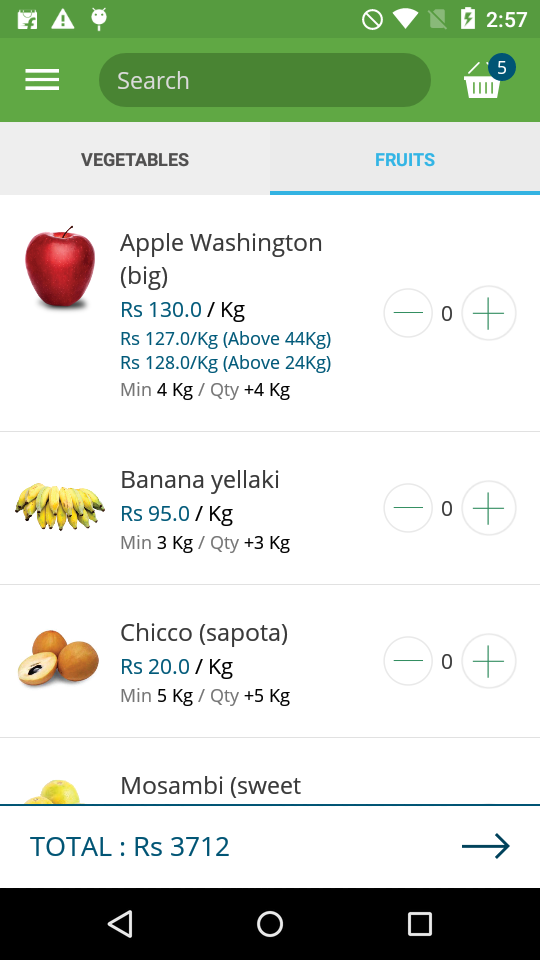 2:57
Search
5
VEGETABLES
FRUITS
Apple Washington
(big)
Rs 130.0 / Kg
Rs 127.0/Kg (Above 44Kg)
Rs 128.0/Kg (Above 24Kg)
Min 4 Kg / Qty +4 Kg
0
Banana yellaki
Rs 95.0 / Kg
Min 3 Kg / Qty +3 Kg
0
Chicco (sapota)
Rs 20.0 / Kg
Min 5 Kg / Qty +5 Kg
0
Mosambi (sweet
TOTAL : Rs 3712